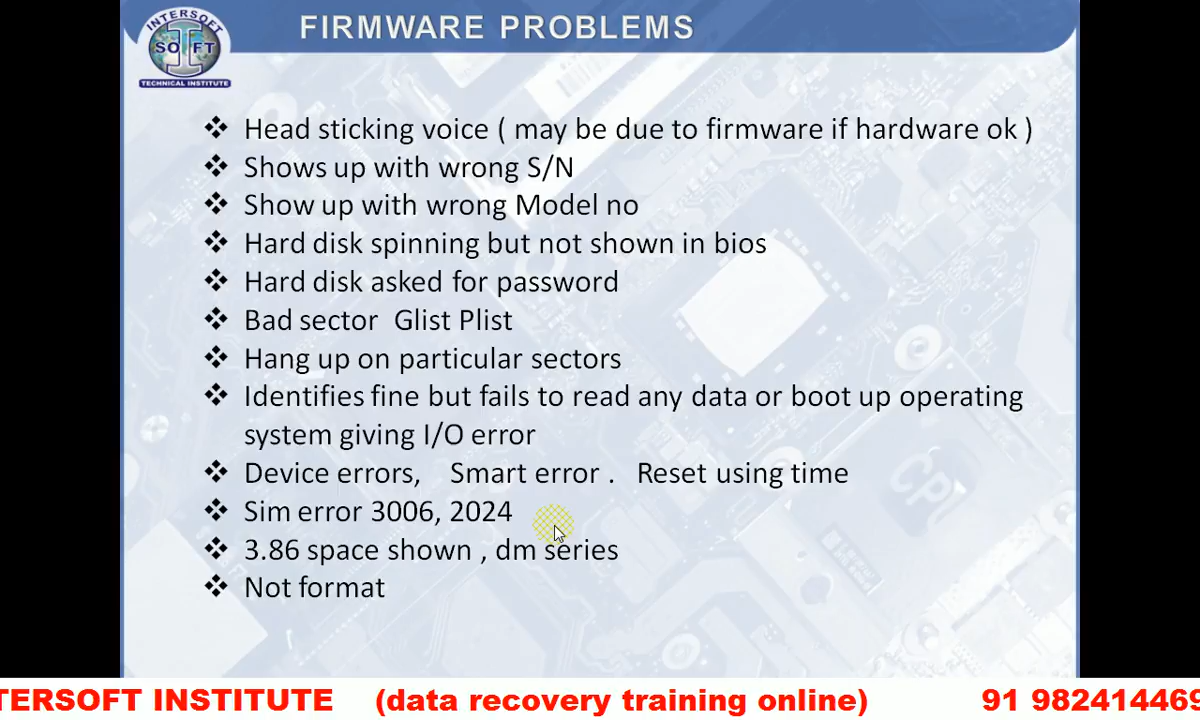 INTERSOFT
SOFT
TECHNICAL INSTITUTE
FIRMWARE PROBLEMS
❖ Head sticking voice ( may be due to firmware if hardware ok )
❖ Shows up with wrong S/N
❖ Show up with wrong Model no
❖ Hard disk spinning but not shown in bios
❖ Hard disk asked for password
❖ Bad sector Glist Plist
❖ Hang up on particular sectors
❖ Identifies fine but fails to read any data or boot up operating
system giving I/O error
❖ Device errors, Smart error . Reset using time
❖ Sim error 3006, 2024
❖ 3.86 space shown , dm series
❖ Not format
TERSOFT INSTITUTE (data recovery training online) 91 982414469